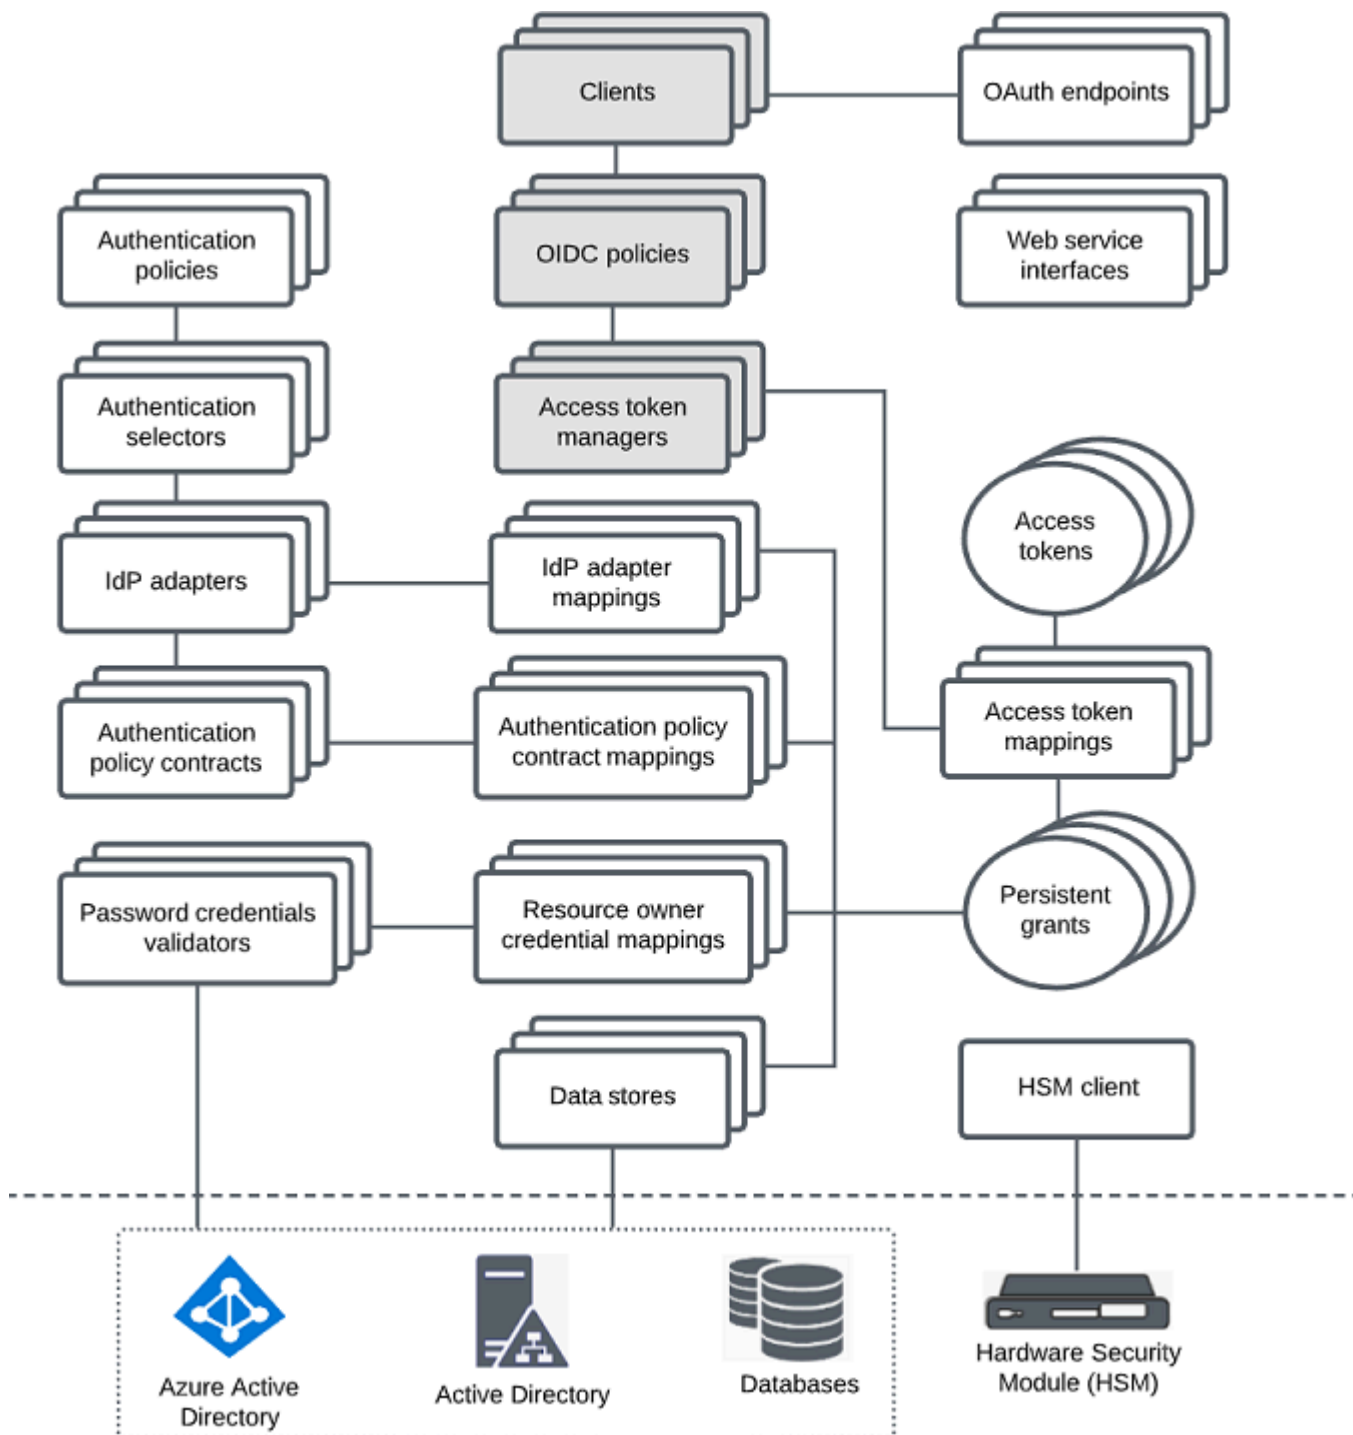 Clients
OAuth endpoints
Authentication
policies
OIDC policies
Web service
interfaces
Authentication
selectors
Access token
managers
Access
tokens
IdP adapters
IdP adapter
mappings
Authentication
policy contracts
Authentication policy
contract mappings
Access token
mappings
Password credentials
validators
Resource owner
credential mappings
Persistent
grants
Data stores
HSM client
Azure Active
Directory
Active Directory
Databases
Hardware Security
Module (HSM)